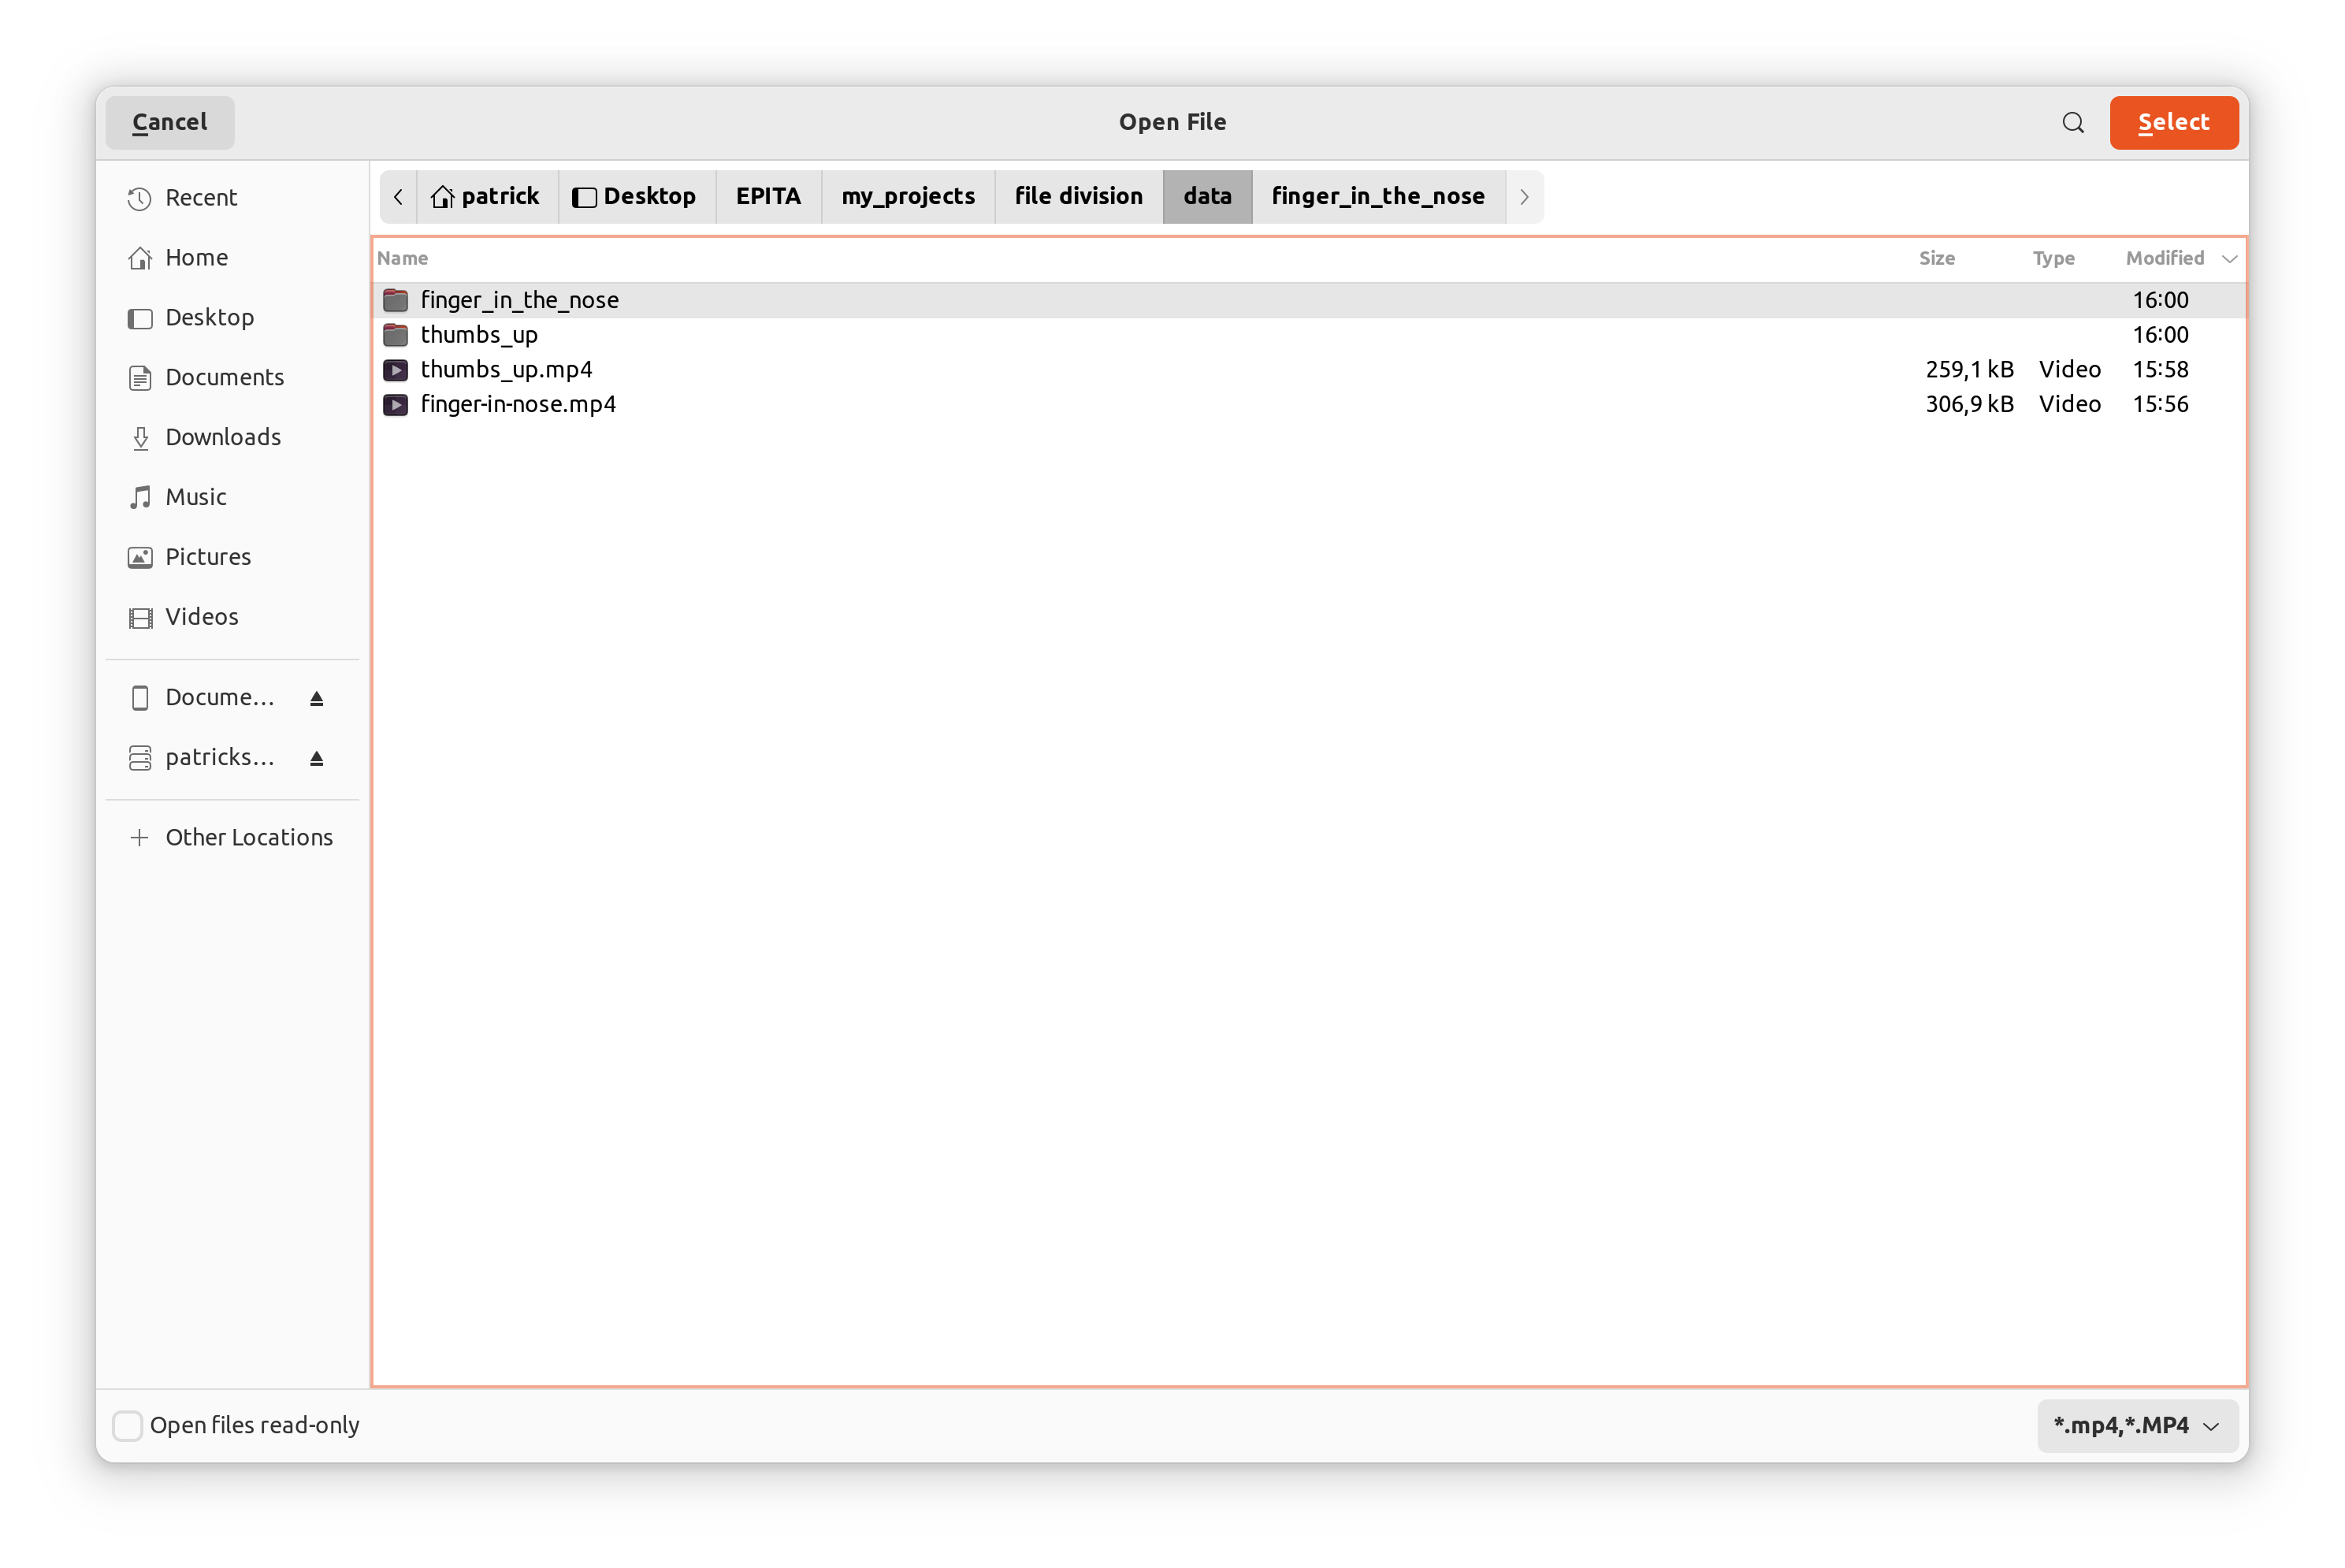 Cancel
Open File
Select
Recent
Home
Desktop
Documents
Downloads
Music
Pictures
Videos
Docume...
patricks...
Other Locations
patrick Desktop EPITA my_projects file division data finger_in_the_nose
Name Size Type Modified
finger_in_the_nose 16:00
thumbs_up 16:00
thumbs_up.mp4 259,1 kB Video 15:58
finger-in-nose.mp4 306,9 kB Video 15:56
Open files read-only
*.mp4,*.MP4